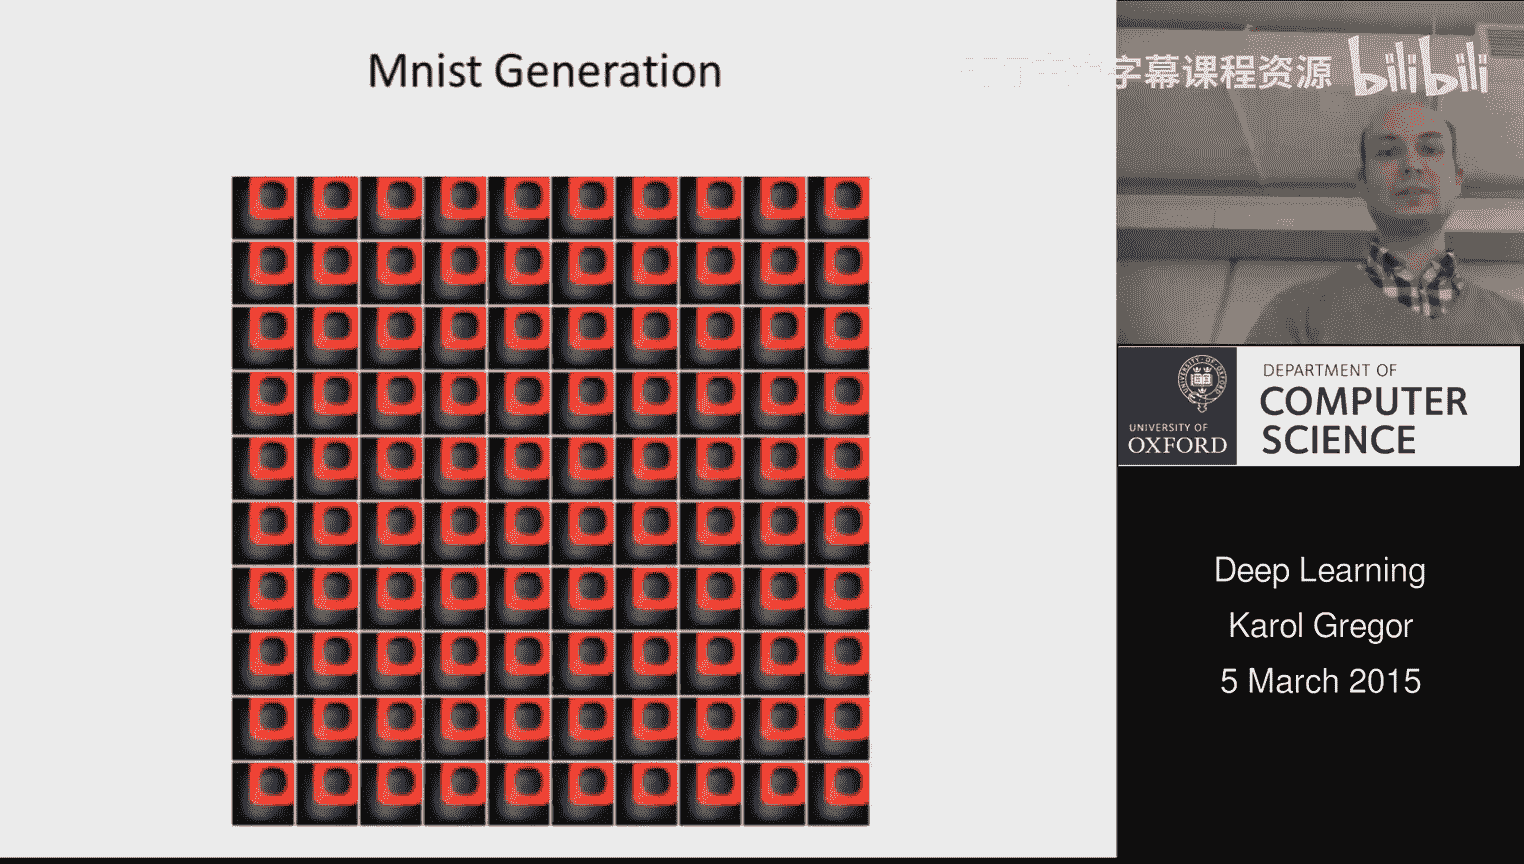 Mnist Generation
字幕课程资源 bilibili
UNIVERSITY OF
OXFORD
DEPARTMENT OF
COMPUTER
SCIENCE
Deep Learning
Karol Gregor
5 March 2015